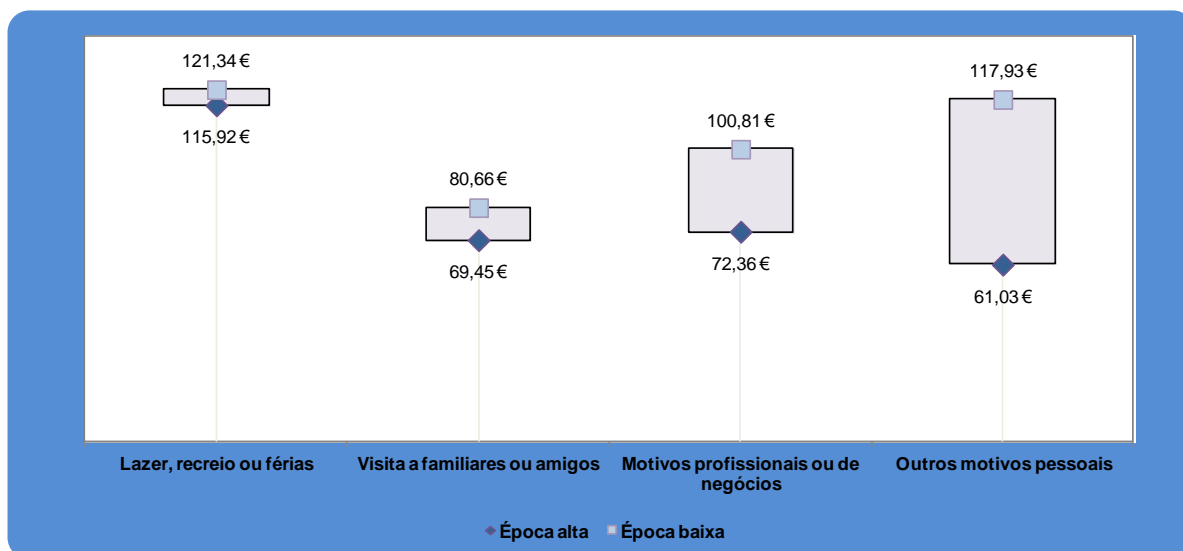 121,34 €
115,92 €
80,66 €
69,45 €
100,81 €
72,36 €
117,93 €
61,03 €
Lazer, recreio ou férias
Visita a familiares ou amigos
Motivos profissionais ou de
negócios
Outros motivos pessoais
Época alta
Época baixa